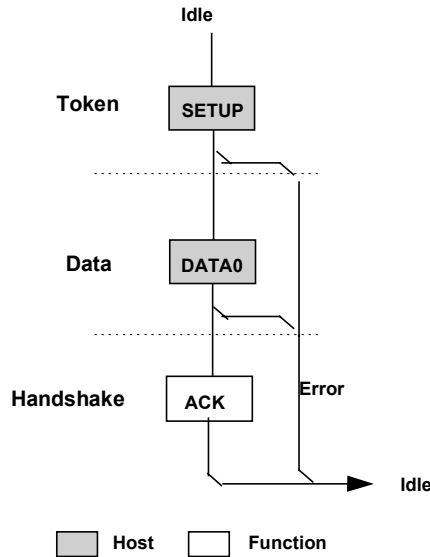 Idle
Token
SETUP
Data
DATA0
Handshake
ACK
Error
Idle
Host
Function